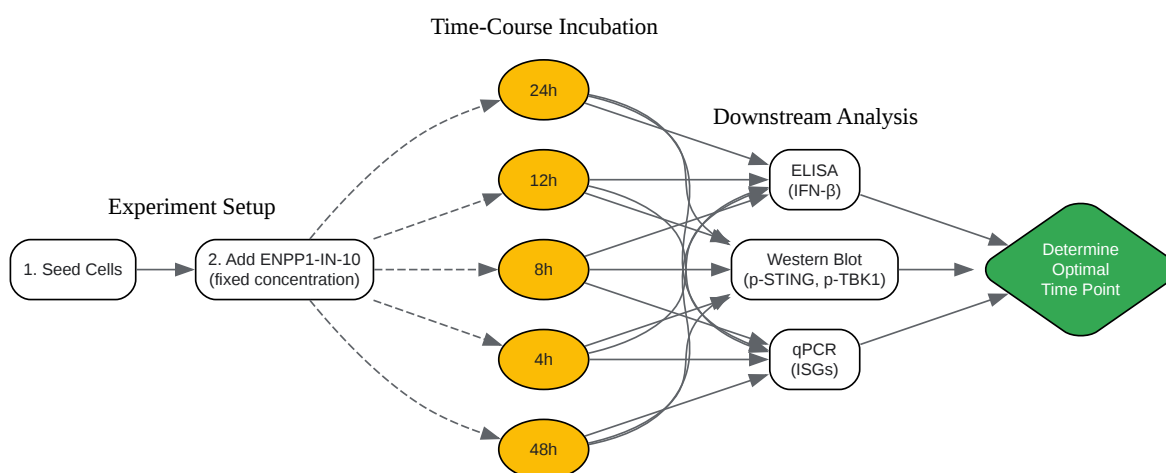 Time-Course Incubation
24h
Downstream Analysis
12h
ELISA
(IFN-β)
Experiment Setup
1. Seed Cells
2. Add ENPP1-IN-10
(fixed concentration)
8h
Western Blot
(p-STING, p-TBK1)
Determine
Optimal
Time Point
4h
qPCR
(ISGs)
48h